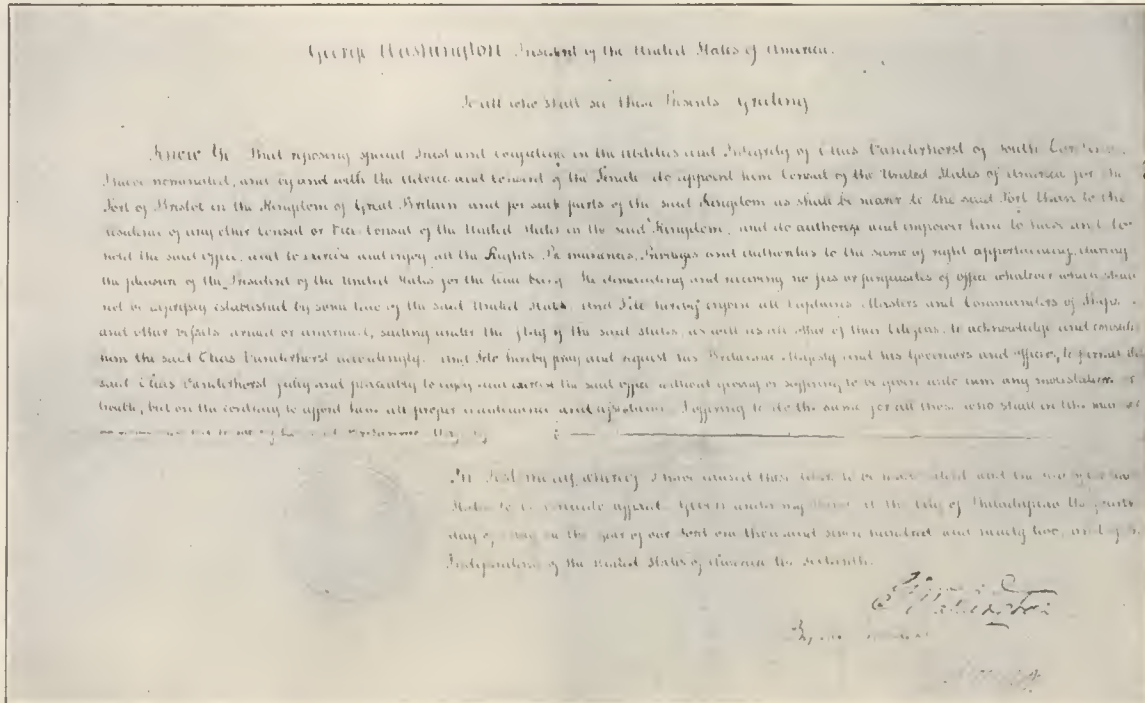 George Washington President of the United States of America.
To all who shall see these Presents Greeting
Know Ye That reposing special Trust and confidence in the Abilities and Integrity of Elias Vanderhorst of South Carolina.
I have nominated, and by and with the Advice and Consent of the Senate do appoint him Consul of the United States of America for the
Port of Bristol in the Kingdom of Great Britain and for such parts of the said Kingdom as shall be nearer to the said Port than to the
residence of any other Consul or Vice-Consul of the United States in the said Kingdom, and do authorize and empower him to have and to
hold the said office, and to exercise and enjoy all the Rights, Preeminences, Privileges and authorities to the same of right appertaining, during
the pleasure of the President of the United States for the time being. He demanding and receiving no fees or perquisites of office whatever which shall
not be expressly established by some law of the said United States. and I do hereby enjoin all Captains, Masters and Commanders of Ships
and other vessels armed or unarmed, sailing under the flag of the said states, as well as all other of their Citizens, to acknowledge and consider
him the said Elias Vanderhorst accordingly. and I do hereby pray and request his Britannic Majesty and his Governors and officers, to permit the
said Elias Vanderhorst fully and peaceably to enjoy and exercise the said office without giving or suffering to be given unto him any molestation or
trouble, but on the contrary to afford him all proper countenance and assistance. I offering to do the same for all those who shall in like manner
be recommended to me by his said Britannic Majesty
In Testimony whereof I have caused these letters to be made patent and the seal of the
States to be hereunto affixed. Given under my hand at the City of Philadelphia the
day of May in the year of our Lord one thousand seven hundred and ninety two, and of the
Independence of the United States of America the sixteenth.
By the President